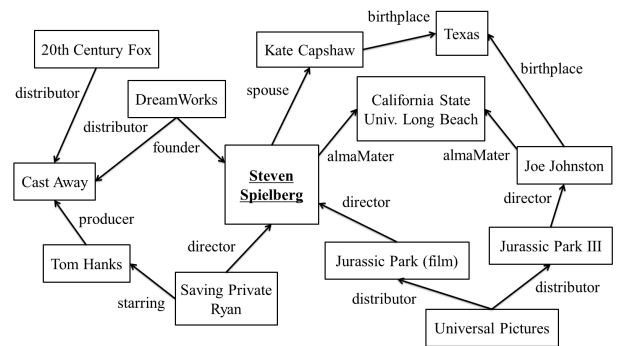 birthplace
20th Century Fox
Kate Capshaw
Texas
distributor
spouse
birthplace
DreamWorks
California State
Univ. Long Beach
distributor
founder
almaMater
almaMater
Joe Johnston
Cast Away
Steven
Spielberg
director
director
producer
director
Tom Hanks
Jurassic Park (film)
Jurassic Park III
starring
Saving Private
Ryan
distributor
distributor
Universal Pictures